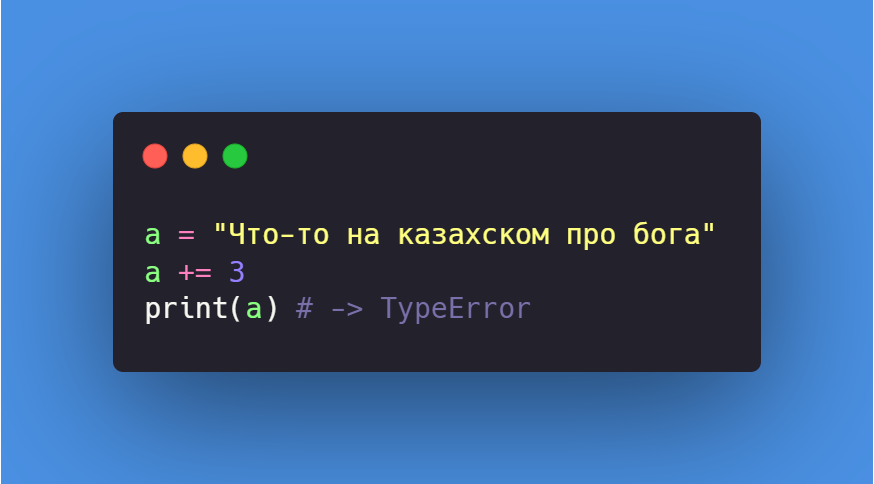 a = "Что-то на казахском про бога"
a += 3
print(a) # -> TypeError